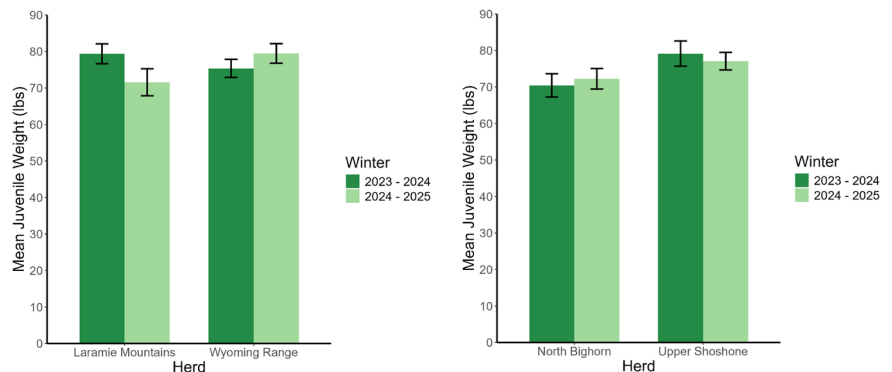 Mean Juvenile Weight (lbs)
90
80
70
60
50
40
30
20
10
0
Laramie Mountains
Wyoming Range
Herd
Winter
2023 - 2024
2024 - 2025
Mean Juvenile Weight (lbs)
90
80
70
60
50
40
30
20
10
0
North Bighorn
Upper Shoshone
Herd
Winter
2023 - 2024
2024 - 2025